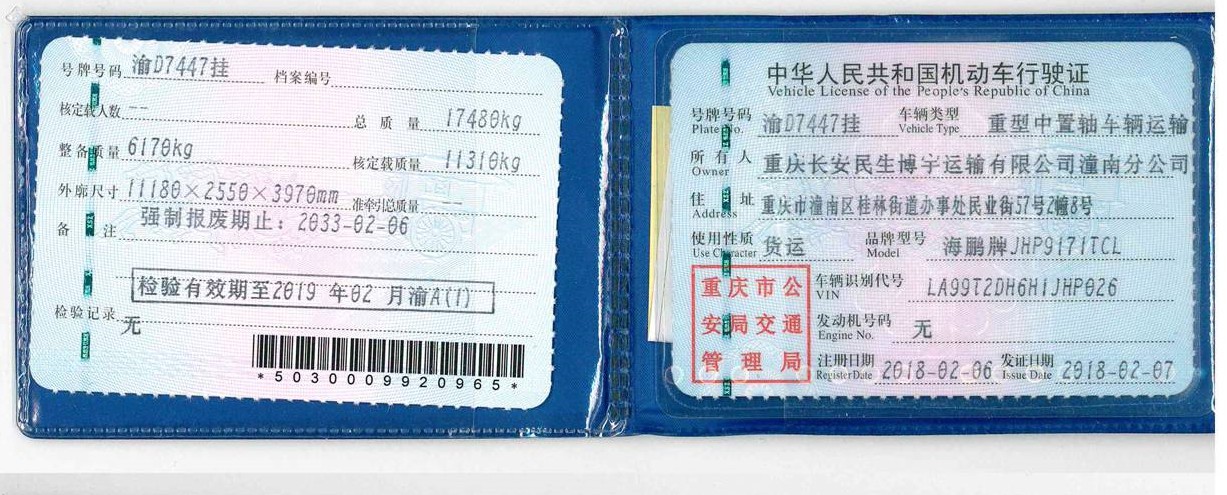 号牌号码 渝D7447挂 档案编号
核定载人数 -- 总质量 17480kg
整备质量 6170kg 核定载质量 11310kg
外廓尺寸 11180×2550×3970mm 准牵引总质量 --
备注 强制报废期止：2033-02-06
检验有效期至2019 年02 月渝A(1)
检验记录 无
*5030009920965*
中华人民共和国机动车行驶证
Vehicle License of the People's Republic of China
号牌号码 渝D7447挂 车辆类型 重型中置轴车辆运输
Plate No. Vehicle Type
所有人 重庆长安民生博宇运输有限公司潼南分公司
Owner
住址 重庆市潼南区桂林街道办事处民业街57号2幢8号
Address
使用性质 货运 品牌型号 海鹏牌JHP9171TCL
Use Character Model
重庆市公
安局交通
管理局
车辆识别代号 LA99T2DH6H1JHP026
VIN
发动机号码 无
Engine No.
注册日期 2018-02-06 发证日期 2018-02-07
Register Date Issue Date